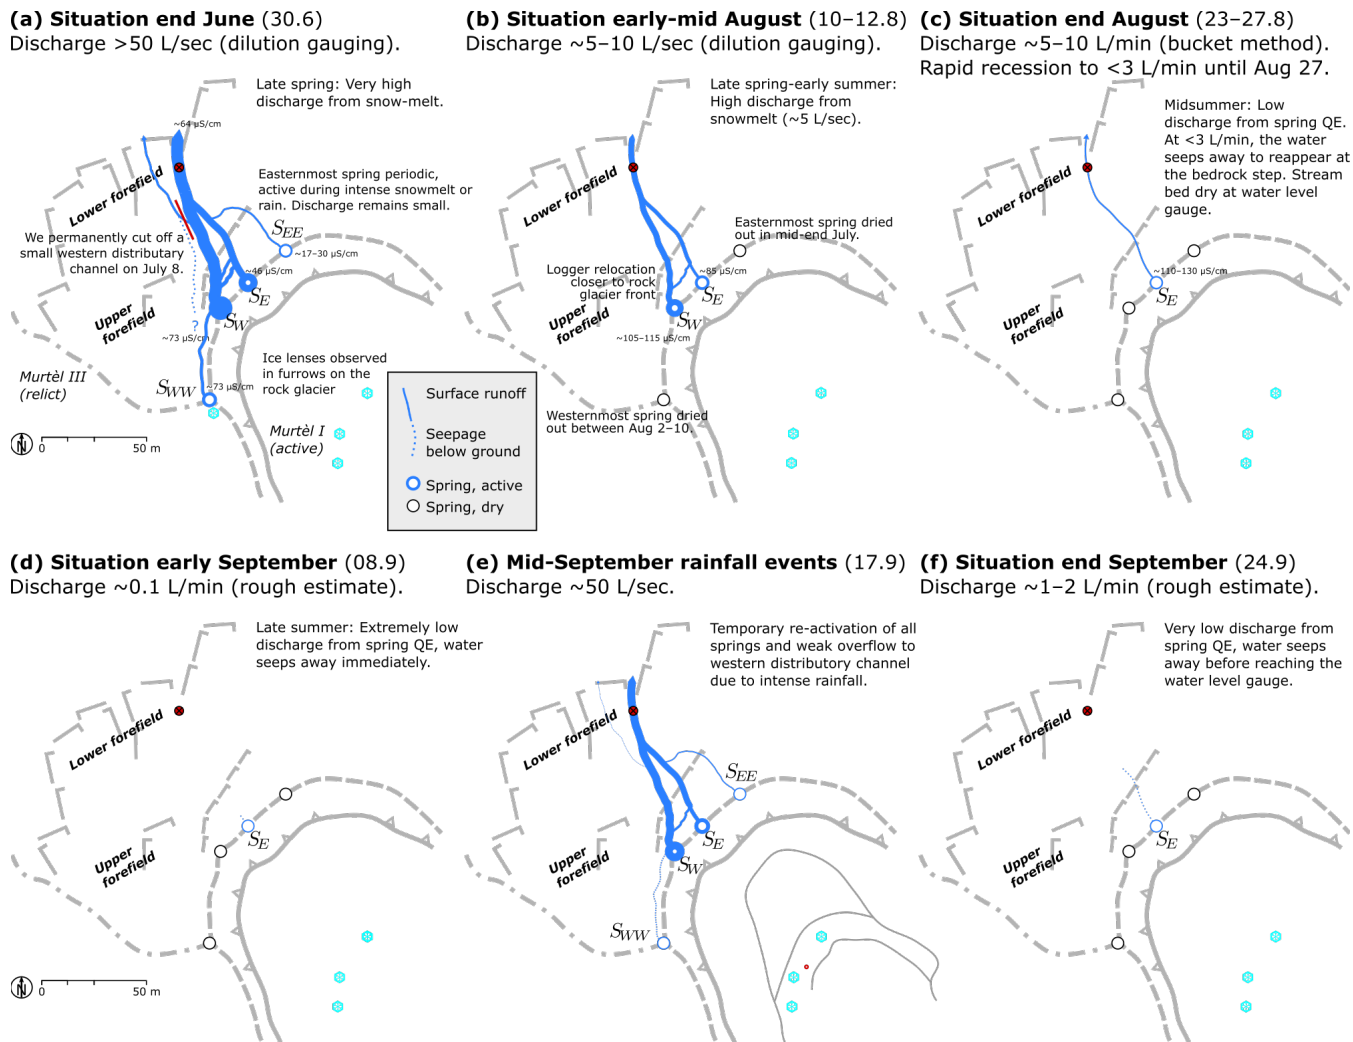 (a) Situation end June (30.6)
Discharge >50 L/sec (dilution gauging).
Late spring: Very high
discharge from snow-melt.
~64 µS/cm
Lower forefield
Easternmost spring periodic,
active during intense snowmelt or
rain. Discharge remains small.
SEE
~17–30 µS/cm
We permanently cut off a
small western distributary
channel on July 8.
~46 µS/cm
SE
Upper
forefield
SW
?
~73 µS/cm
Ice lenses observed
in furrows on the
rock glacier
Murtèl III
(relict)
SWW
~73 µS/cm
Murtèl I
(active)
N
0
50 m
Surface runoff
Seepage
below ground
Spring, active
Spring, dry
(b) Situation early-mid August (10–12.8)
Discharge ~5–10 L/sec (dilution gauging).
Late spring-early summer:
High discharge from
snowmelt (~5 L/sec).
Lower forefield
Easternmost spring dried
out in mid-end July.
Logger relocation
closer to rock
glacier front
~85 µS/cm
SE
Upper
forefield
SW
~105–115 µS/cm
Westernmost spring dried
out between Aug 2–10.
(c) Situation end August (23–27.8)
Discharge ~5–10 L/min (bucket method).
Rapid recession to <3 L/min until Aug 27.
Midsummer: Low
discharge from spring QE.
At <3 L/min, the water
seeps away to reappear at
the bedrock step. Stream
bed dry at water level
gauge.
Lower forefield
~110–130 µS/cm
SE
Upper
forefield
(d) Situation early September (08.9)
Discharge ~0.1 L/min (rough estimate).
Late summer: Extremely low
discharge from spring QE, water
seeps away immediately.
Lower forefield
SE
Upper
forefield
N
0
50 m
(e) Mid-September rainfall events (17.9)
Discharge ~50 L/sec.
Temporary re-activation of all
springs and weak overflow to
western distributory channel
due to intense rainfall.
Lower forefield
SEE
SE
Upper
forefield
SW
SWW
(f) Situation end September (24.9)
Discharge ~1–2 L/min (rough estimate).
Very low discharge from
spring QE, water seeps
away before reaching the
water level gauge.
Lower forefield
SE
Upper
forefield